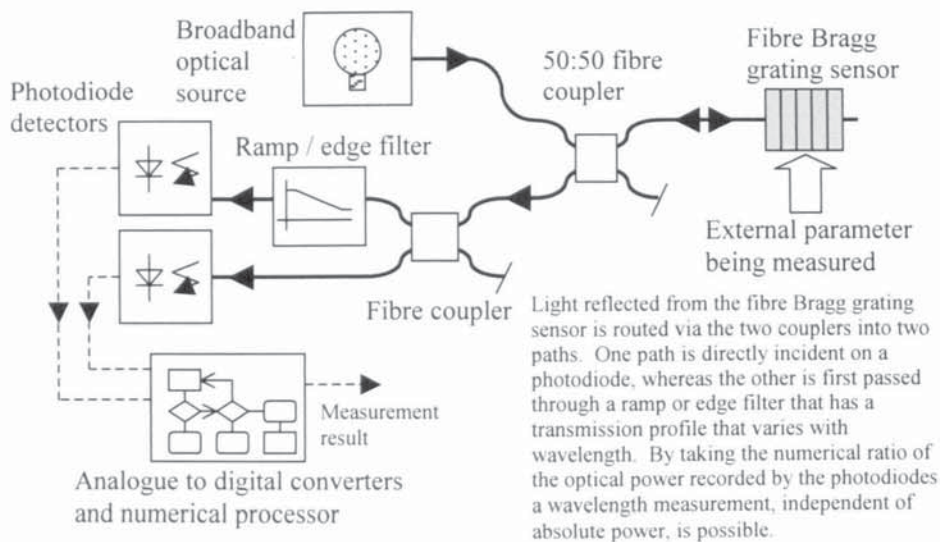 Broadband
optical
source
50:50 fibre
coupler
Fibre Bragg
grating sensor
Photodiode
detectors
Ramp / edge filter
External parameter
being measured
Fibre coupler
Light reflected from the fibre Bragg grating
sensor is routed via the two couplers into two
paths. One path is directly incident on a
photodiode, whereas the other is first passed
through a ramp or edge filter that has a
transmission profile that varies with
wavelength. By taking the numerical ratio of
the optical power recorded by the photodiodes
a wavelength measurement, independent of
absolute power, is possible.
Measurement
result
Analogue to digital converters
and numerical processor